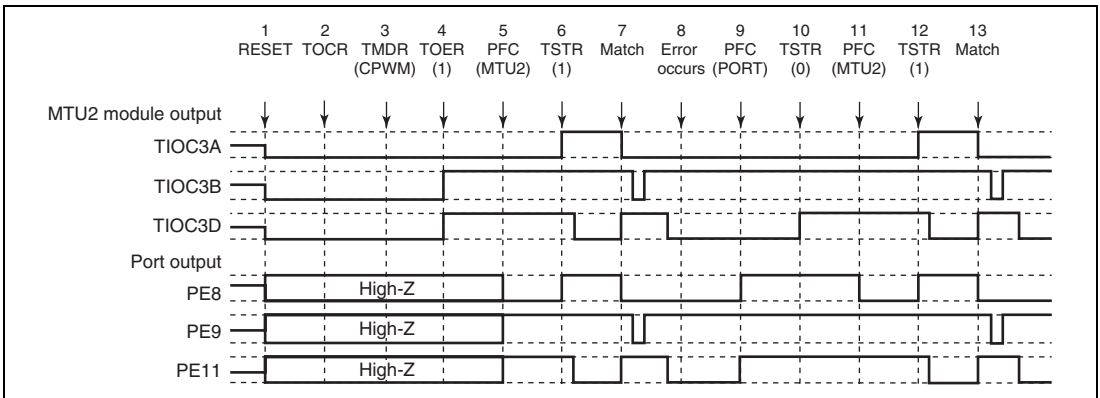 1 2 3 4 5 6 7 8 9 10 11 12 13
RESET TOCR TMDR TOER PFC TSTR Match Error PFC TSTR PFC TSTR Match
(CPWM) (1) (MTU2) (1) occurs (PORT) (0) (MTU2) (1)
MTU2 module output
TIOC3A
TIOC3B
TIOC3D
Port output
PE8 High-Z
PE9 High-Z
PE11 High-Z